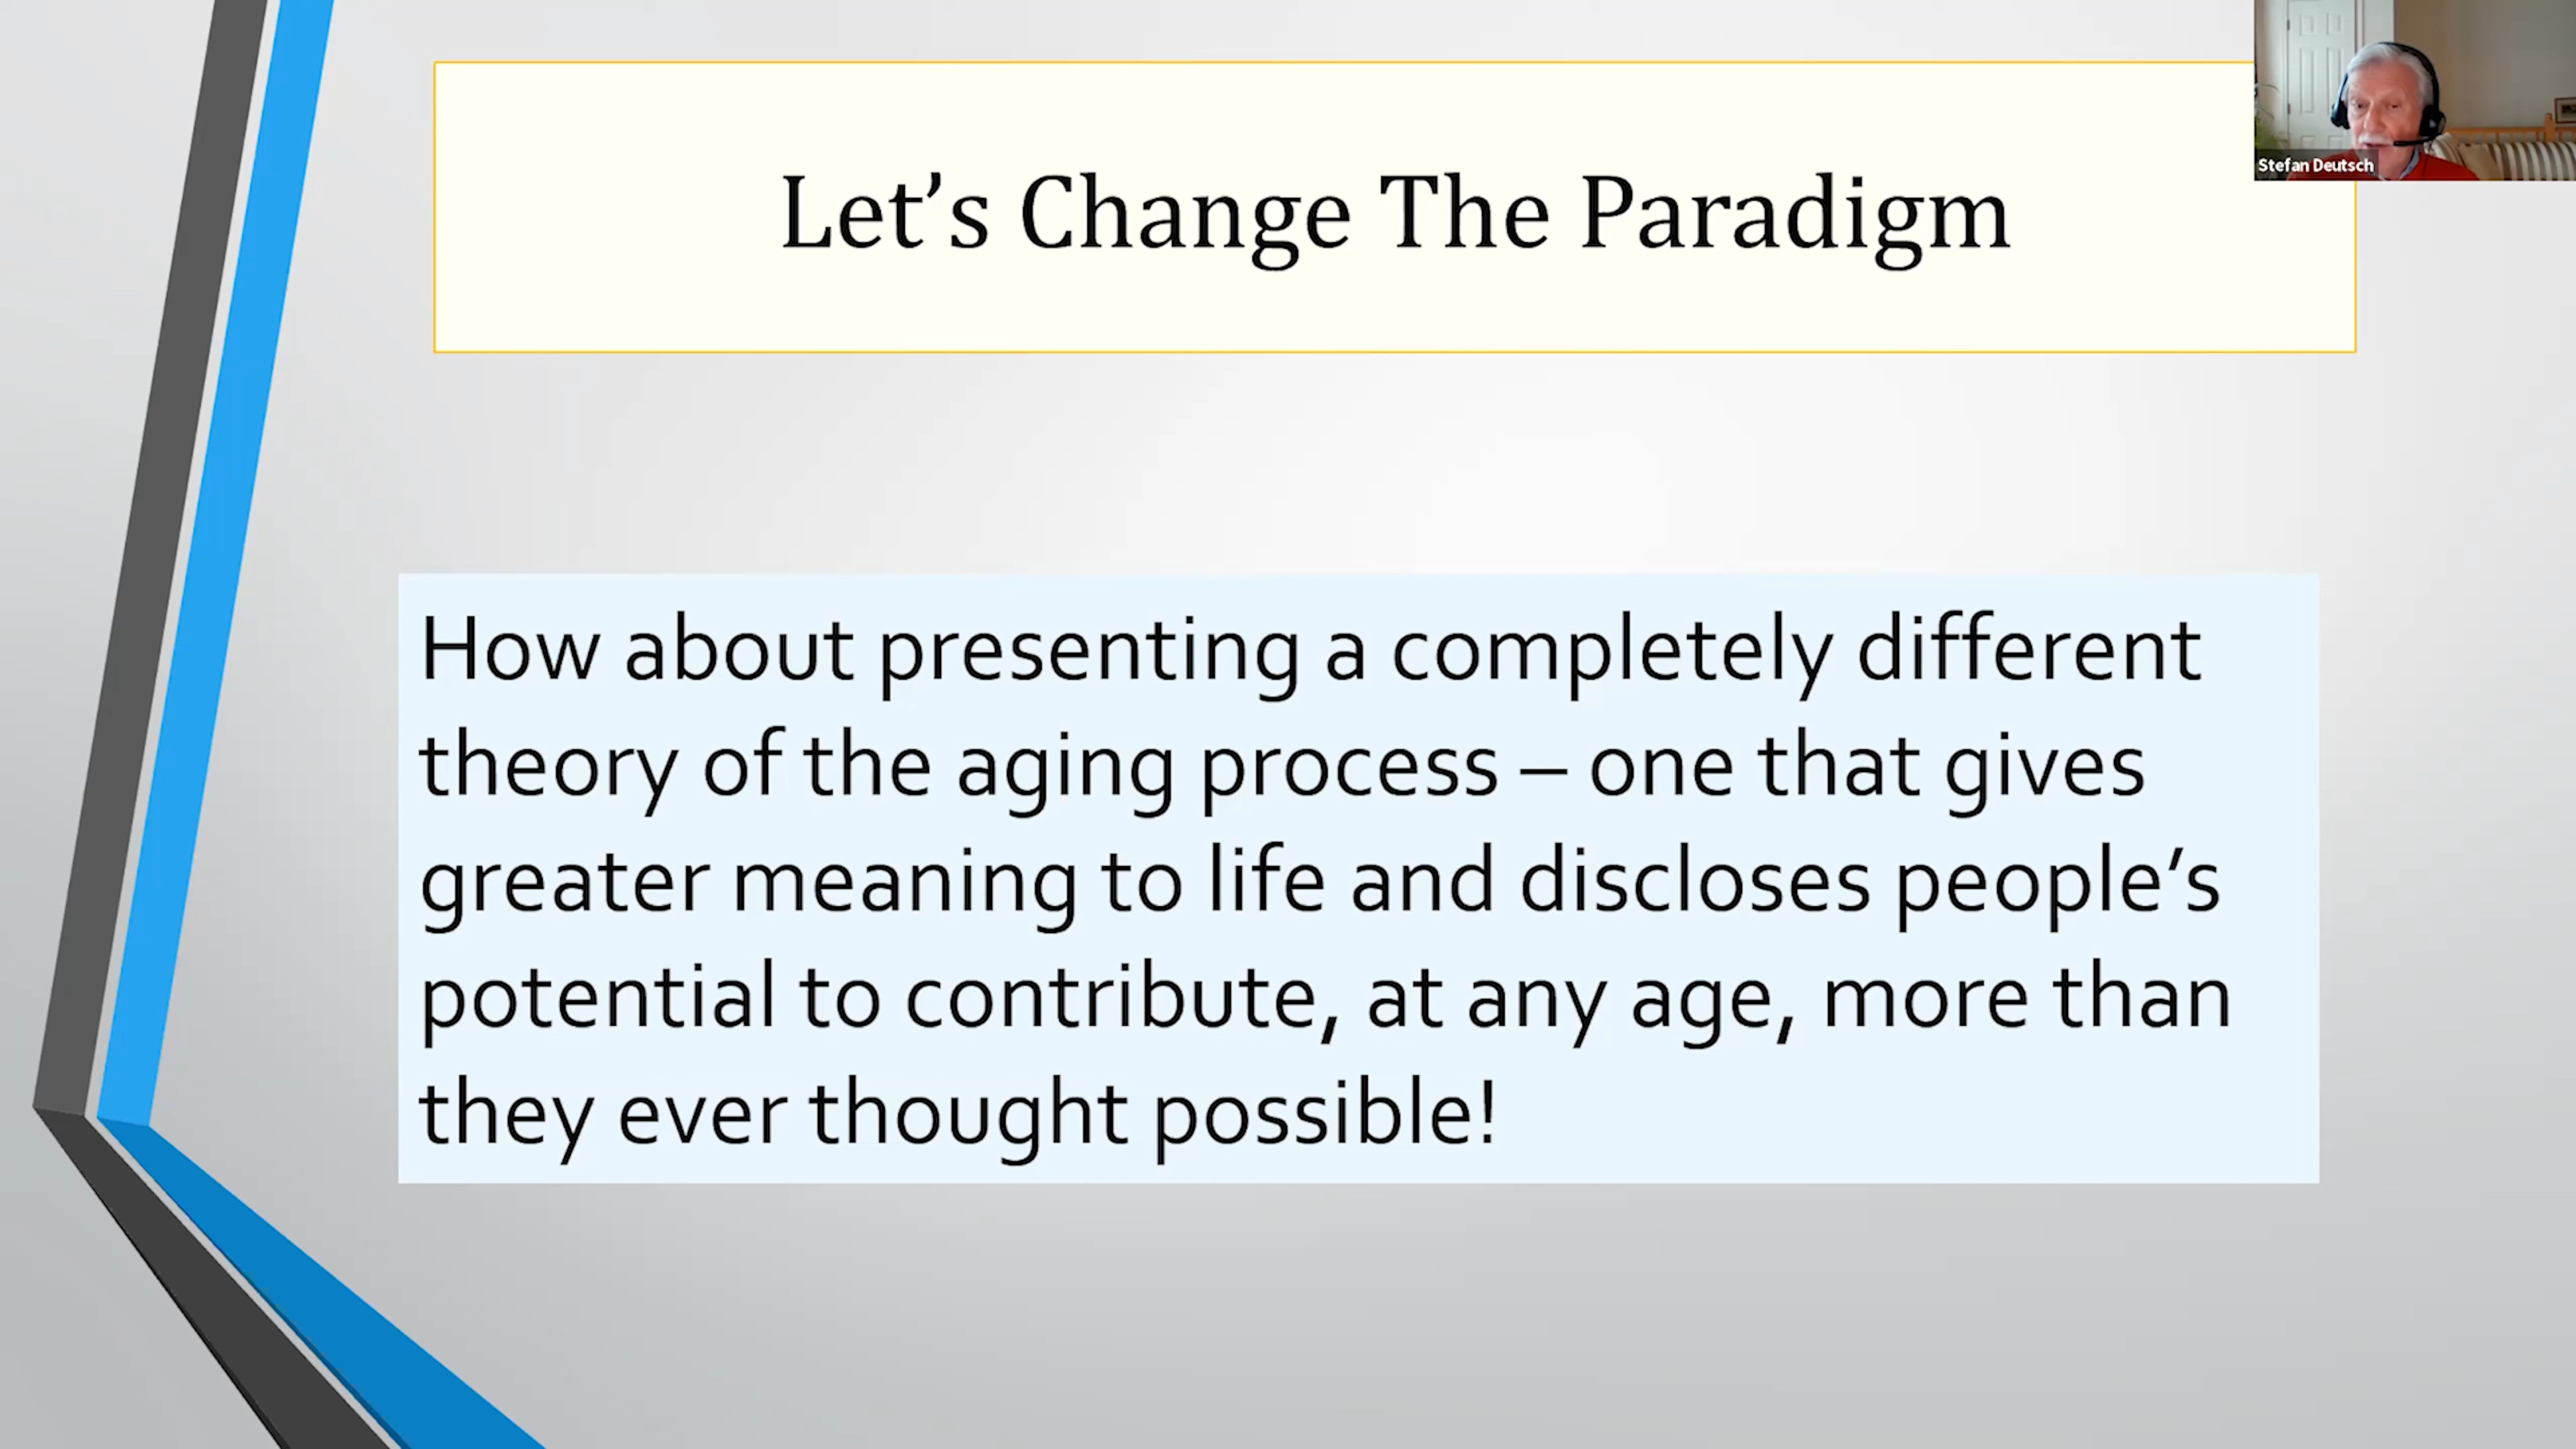 Let’s Change The Paradigm
Stefan Deutsch
How about presenting a completely different
theory of the aging process – one that gives
greater meaning to life and discloses people’s
potential to contribute, at any age, more than
they ever thought possible!